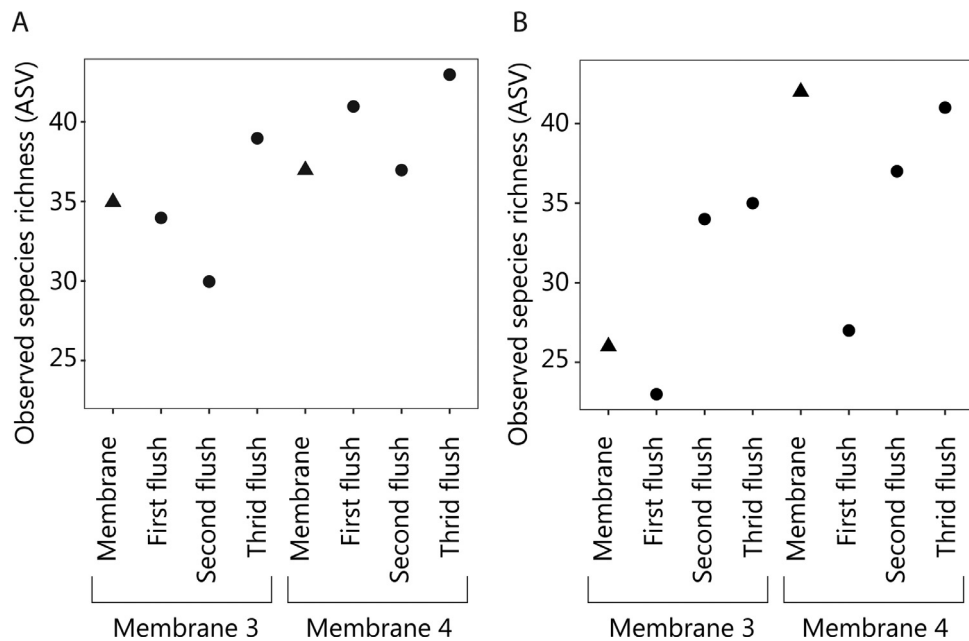 A
Observed sepecies richness (ASV)
40
35
30
25
Membrane
First flush
Second flush
Thrid flush
Membrane
First flush
Second flush
Thrid flush
Membrane 3
Membrane 4
B
Observed sepecies richness (ASV)
40
35
30
25
Membrane
First flush
Second flush
Thrid flush
Membrane
First flush
Second flush
Thrid flush
Membrane 3
Membrane 4